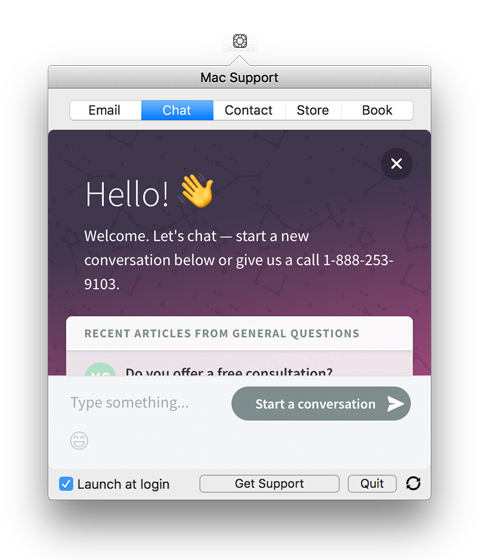 Mac Support
Email Chat Contact Store Book
Hello! 👋
Welcome. Let's chat — start a new
conversation below or give us a call 1-888-253-
9103.
RECENT ARTICLES FROM GENERAL QUESTIONS
Do you offer a free consultation?
Type something...
Start a conversation
Launch at login
Get Support
Quit